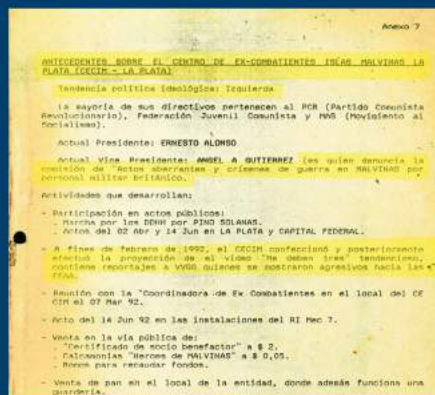 Anexo 7
ANTECEDENTES SOBRE EL CENTRO DE EX-COMBATIENTES ISLAS MALVINAS LA
PLATA (CECIM - LA PLATA)
Tendencia política ideológica: Izquierda
La mayoría de sus directivos pertenecen al PCR (Partido Comunista
Revolucionario), Federación Juvenil Comunista y MAS (Movimiento al
Socialismo).
Actual Presidente: ERNESTO ALONSO
Actual Vice Presidente: ANGEL A GUTIERREZ (es quien denuncia la
comisión de "Actos aberrantes y crímenes de guerra en MALVINAS por
personal militar británico.
Actividades que desarrollan:
- Participación en actos públicos:
. Marcha por los DDHH por PINO SOLANAS.
. Actos del 02 Abr y 14 Jun en LA PLATA y CAPITAL FEDERAL.
- A fines de febrero de 1992, el CECIM confeccionó y posteriormente
efectuó la proyección de el video "Me deben tres" tendencioso,
contiene reportajes a VVGG quienes se mostraron agresivos hacia las
FFAA.
- Reunión con la "Coordinadora de Ex Combatientes en el local del CE
CIM el 07 Mar 92.
- Acto del 14 Jun 92 en las instalaciones del RI Mec 7.
- Venta en la vía pública de:
. "Certificado de socio benefactor" a $ 2.
. Calcomanías "Heroes de MALVINAS" a $ 0,05.
. Bonos para recaudar fondos.
- Venta de pan en el local de la entidad, donde además funciona una
guardería.